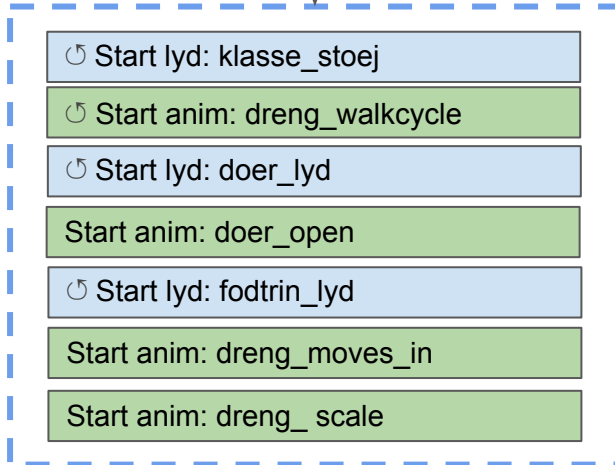 ↺ Start lyd: klasse_stoej
↺ Start anim: dreng_walkcycle
↺ Start lyd: doer_lyd
Start anim: doer_open
↺ Start lyd: fodtrin_lyd
Start anim: dreng_moves_in
Start anim: dreng_ scale